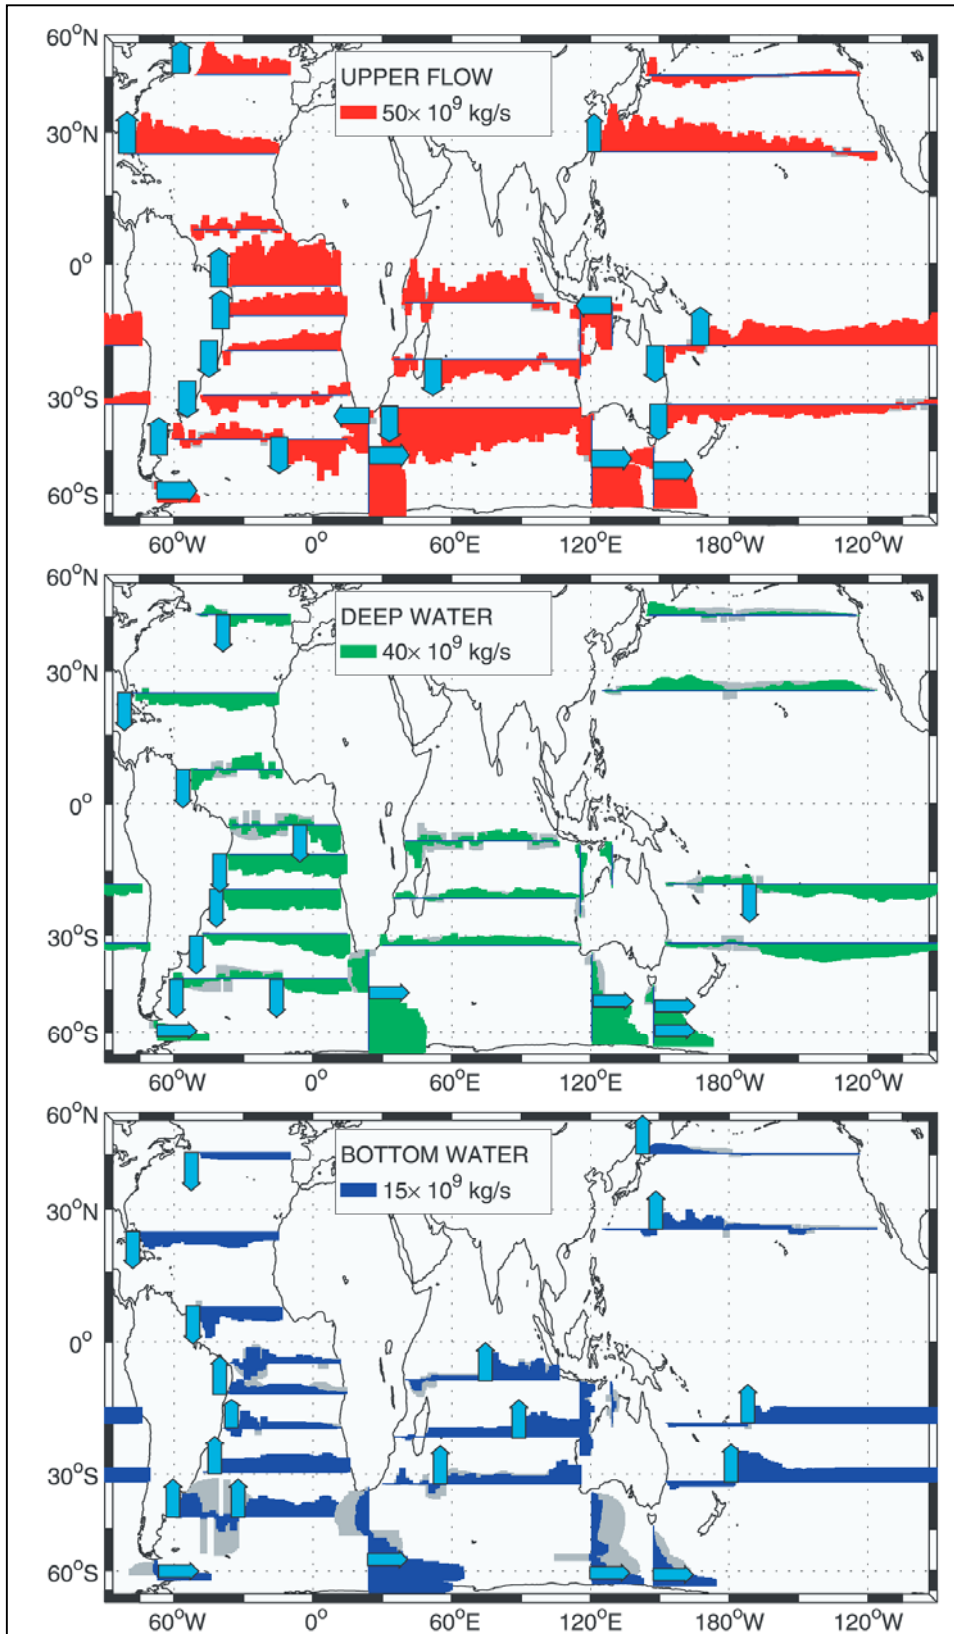 60°N
UPPER FLOW
50× 10⁹ kg/s
30°N
0°
30°S
60°S
60°W 0° 60°E 120°E 180°W 120°W
60°N
DEEP WATER
40× 10⁹ kg/s
30°N
0°
30°S
60°S
60°W 0° 60°E 120°E 180°W 120°W
60°N
BOTTOM WATER
15× 10⁹ kg/s
30°N
0°
30°S
60°S
60°W 0° 60°E 120°E 180°W 120°W